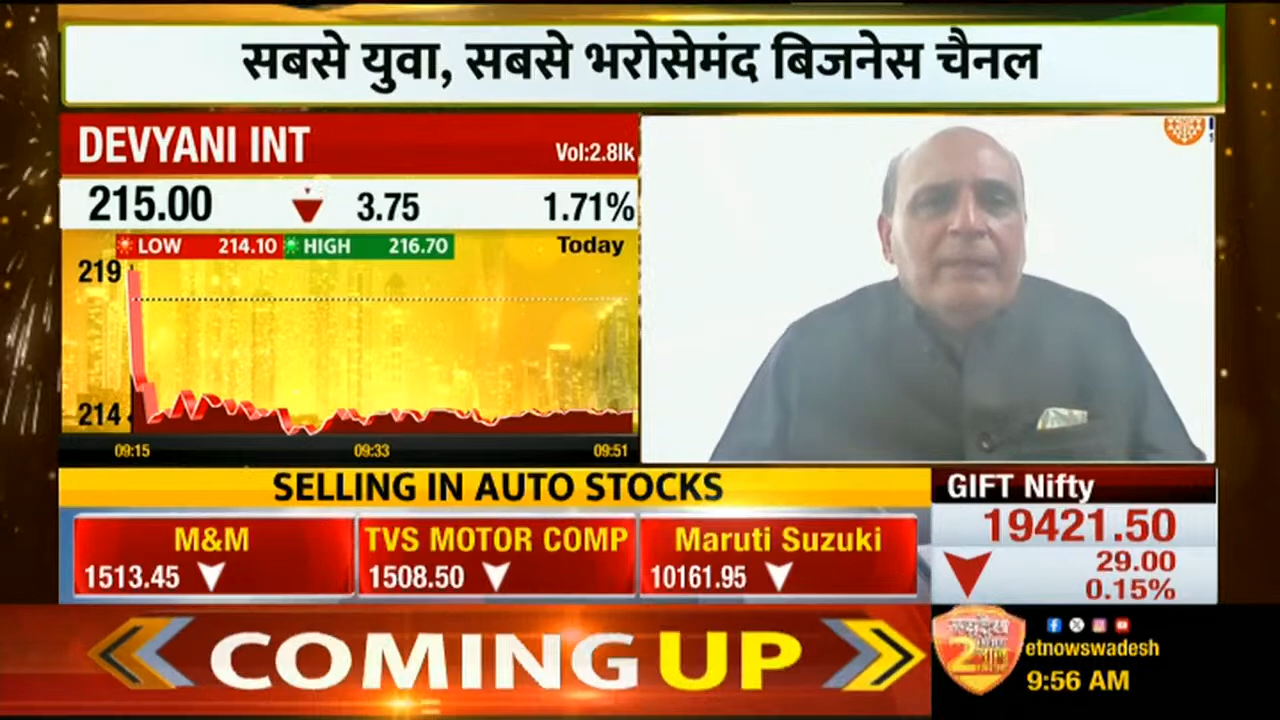 सबसे युवा, सबसे भरोसेमंद बिजनेस चैनल
DEVYANI INT
Vol:2.8lk
215.00 3.75 1.71%
LOW 214.10 HIGH 216.70 Today
219
214
09:15 09:33 09:51
SELLING IN AUTO STOCKS
M&M
1513.45
TVS MOTOR COMP
1508.50
Maruti Suzuki
10161.95
GIFT Nifty
19421.50
29.00
0.15%
COMING UP
2
etnowswadesh
9:56 AM